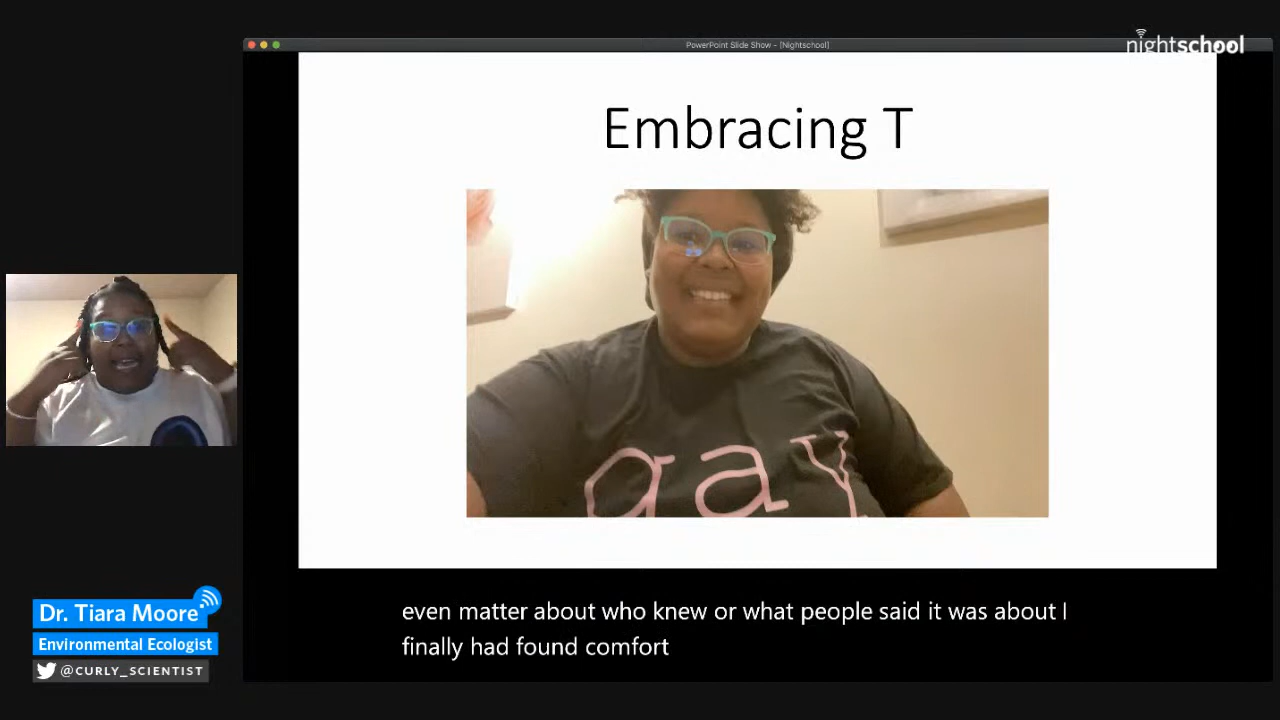 PowerPoint Slide Show - [Nightschool]
nightschool
Embracing T
gay
Dr. Tiara Moore
Environmental Ecologist
@CURLY_SCIENTIST
even matter about who knew or what people said it was about I
finally had found comfort